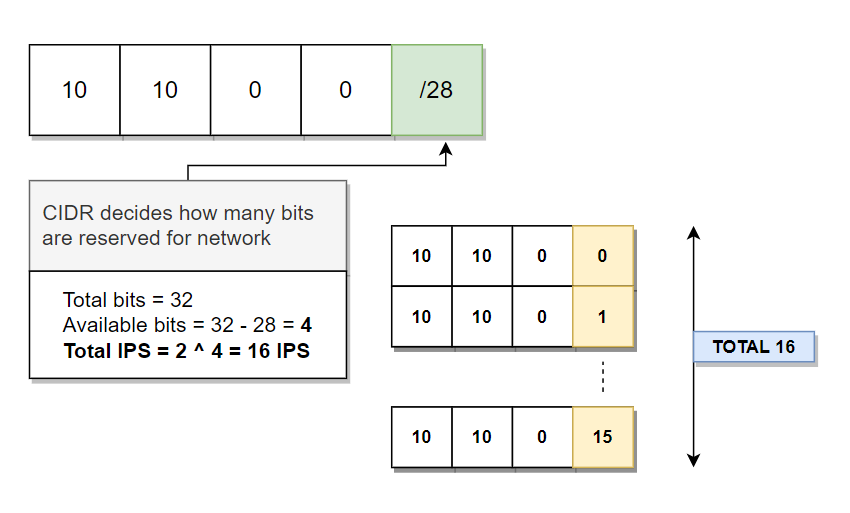 10 10 0 0 /28
CIDR decides how many bits
are reserved for network
Total bits = 32
Available bits = 32 - 28 = 4
Total IPS = 2 ^ 4 = 16 IPS
10 10 0 0
10 10 0 1
TOTAL 16
10 10 0 15